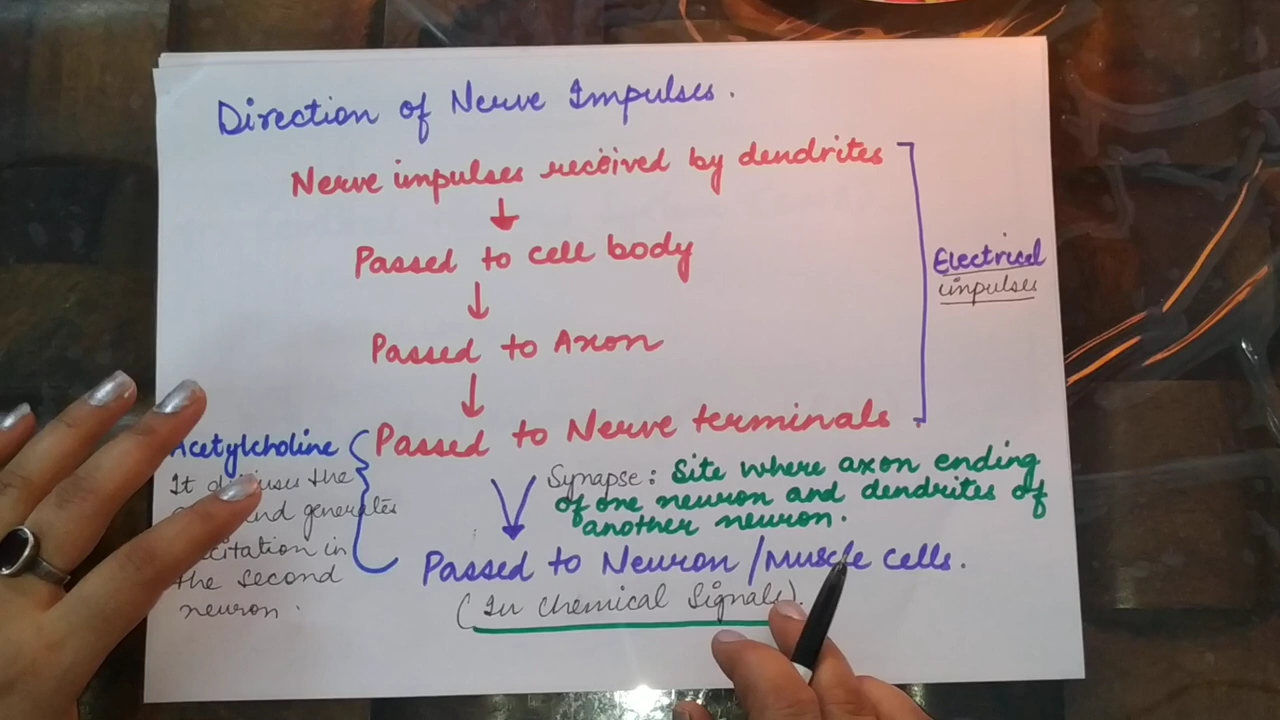 Direction of Nerve Impulses.
Nerve impulses received by dendrites
Passed to cell body
Passed to Axon
Passed to Nerve terminals
Electrical
impulses
Synapse: Site where axon ending
of one neuron and dendrites of
another neuron.
Passed to Neuron / Muscle cells.
(In Chemical Signals).
Acetylcholine
It the
and generates
in
the second
neuron.